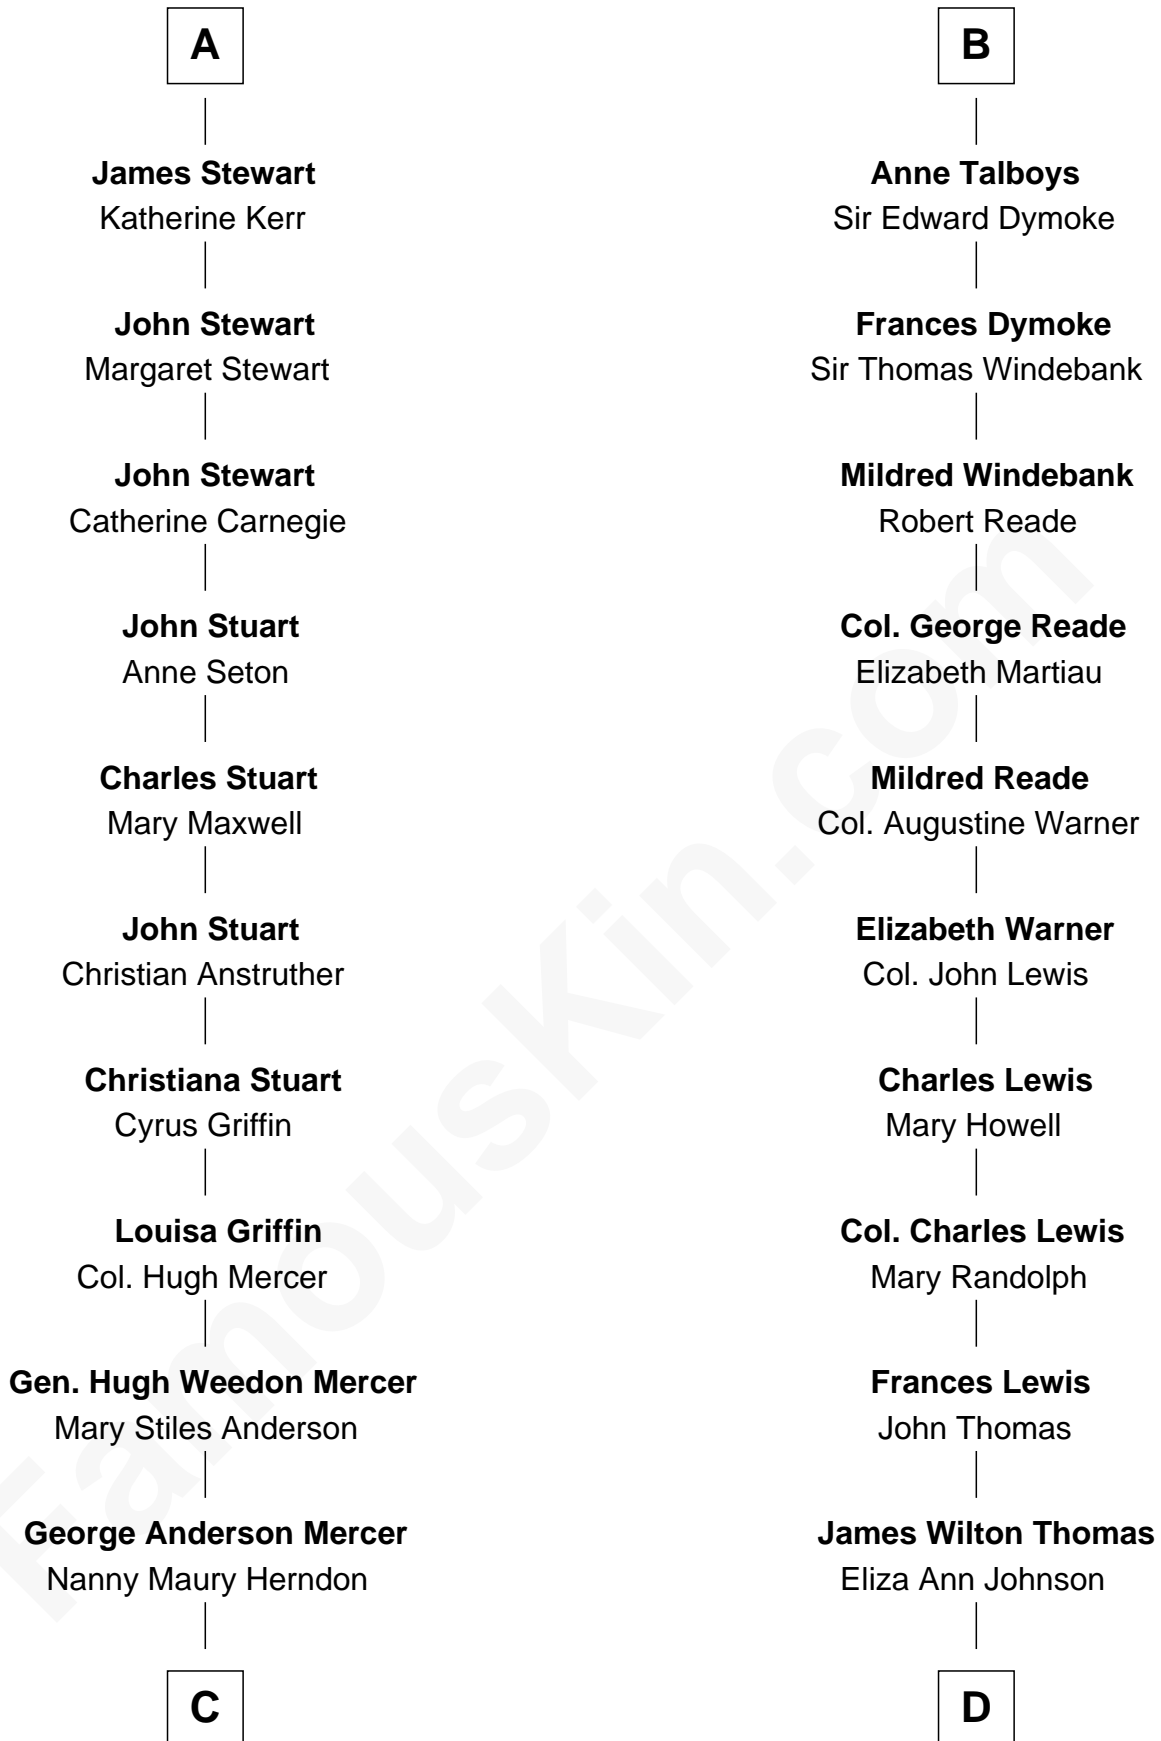 A
James Stewart
Katherine Kerr
John Stewart
Margaret Stewart
John Stewart
Catherine Carnegie
John Stuart
Anne Seton
Charles Stuart
Mary Maxwell
John Stuart
Christian Anstruther
Christiana Stuart
Cyrus Griffin
Louisa Griffin
Col. Hugh Mercer
Gen. Hugh Weedon Mercer
Mary Stiles Anderson
George Anderson Mercer
Nanny Maury Herndon
C
B
Anne Talboys
Sir Edward Dymoke
Frances Dymoke
Sir Thomas Windebank
Mildred Windebank
Robert Reade
Col. George Reade
Elizabeth Martiau
Mildred Reade
Col. Augustine Warner
Elizabeth Warner
Col. John Lewis
Charles Lewis
Mary Howell
Col. Charles Lewis
Mary Randolph
Frances Lewis
John Thomas
James Wilton Thomas
Eliza Ann Johnson
D
FamousKin.com